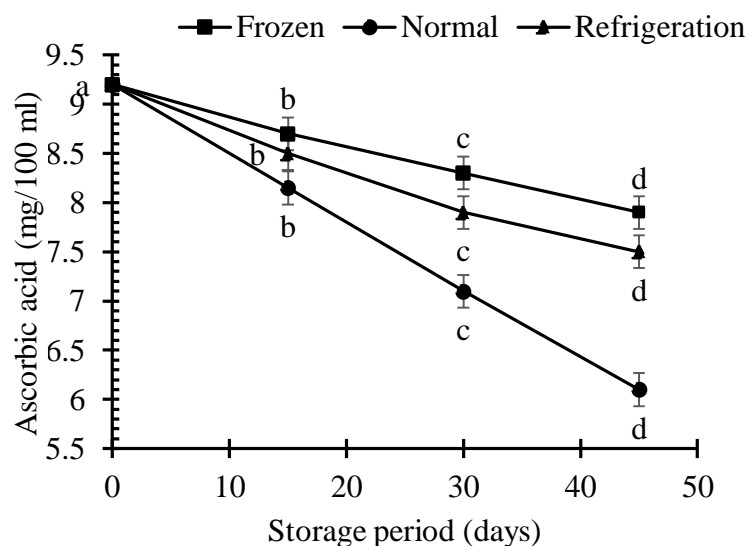 Frozen Normal Refrigeration
Ascorbic acid (mg/100 ml)
9.5
9
8.5
8
7.5
7
6.5
6
5.5
a
b
b
b
c
c
c
d
d
d
0 10 20 30 40 50
Storage period (days)